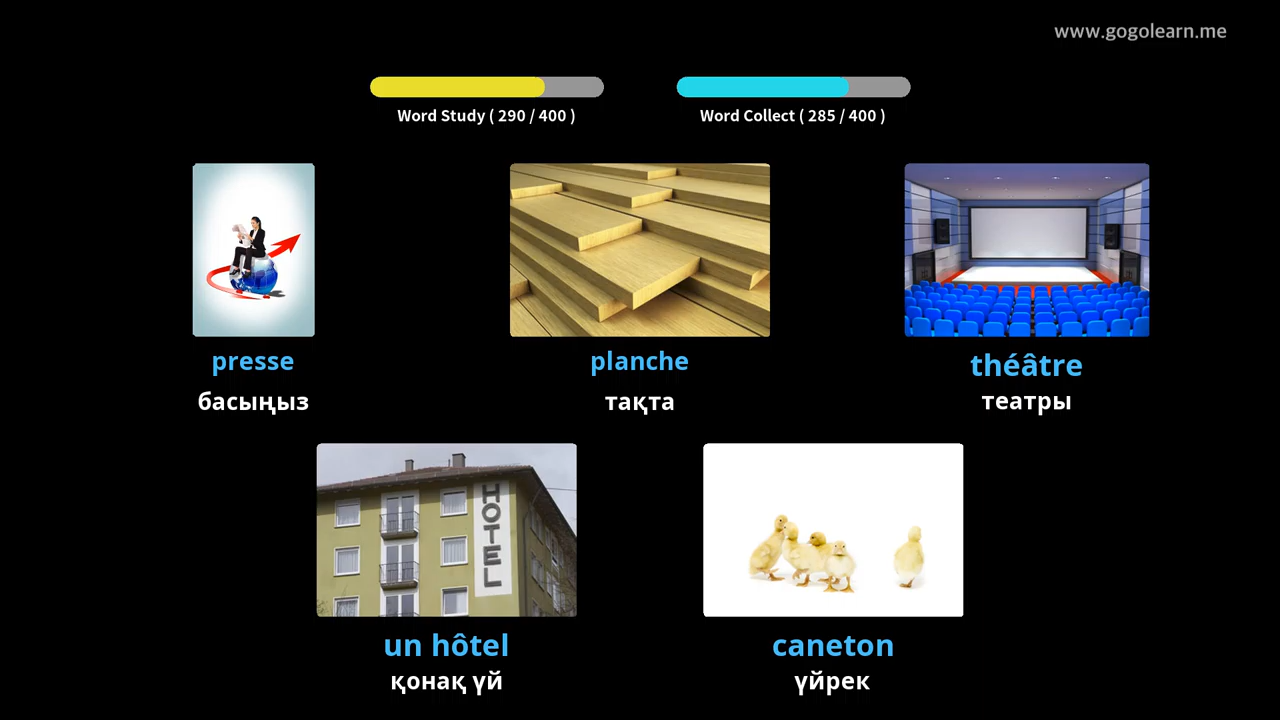 www.gogolearn.me
Word Study ( 290 / 400 )
Word Collect ( 285 / 400 )
presse
басыңыз
planche
тақта
théâtre
театры
HOTEL
un hôtel
қонақ үй
caneton
үйрек